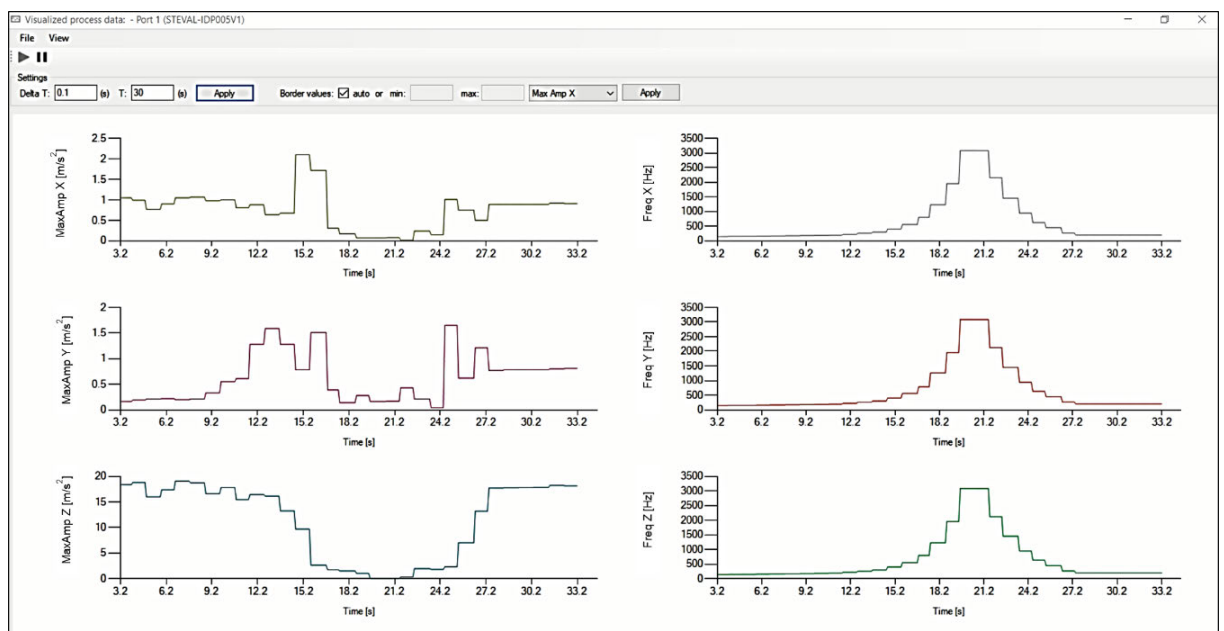 Visualized process data: - Port 1 (STEVAL-IDP005V1)
File View
Settings
Delta T: 0.1 (s) T: 30 (s) Apply Border values: auto or min: max: Max Amp X Apply
MaxAmp X [m/s²]
2.5
2
1.5
1
0.5
0
3.2 6.2 9.2 12.2 15.2 18.2 21.2 24.2 27.2 30.2 33.2
Time [s]
Freq X [Hz]
3500
3000
2500
2000
1500
1000
500
0
3.2 6.2 9.2 12.2 15.2 18.2 21.2 24.2 27.2 30.2 33.2
Time [s]
MaxAmp Y [m/s²]
2
1.5
1
0.5
0
3.2 6.2 9.2 12.2 15.2 18.2 21.2 24.2 27.2 30.2 33.2
Time [s]
Freq Y [Hz]
3500
3000
2500
2000
1500
1000
500
0
3.2 6.2 9.2 12.2 15.2 18.2 21.2 24.2 27.2 30.2 33.2
Time [s]
MaxAmp Z [m/s²]
20
15
10
5
0
3.2 6.2 9.2 12.2 15.2 18.2 21.2 24.2 27.2 30.2 33.2
Time [s]
Freq Z [Hz]
3500
3000
2500
2000
1500
1000
500
0
3.2 6.2 9.2 12.2 15.2 18.2 21.2 24.2 27.2 30.2 33.2
Time [s]